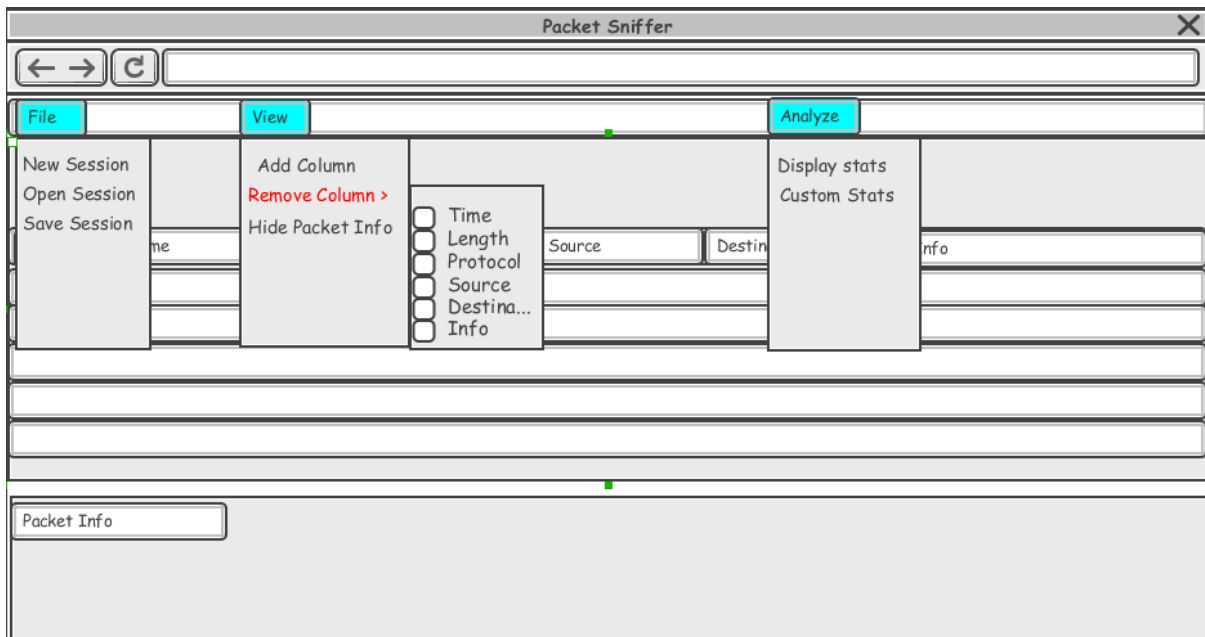 Packet Sniffer
File View Analyze
New Session
Open Session
Save Session
Add Column
Remove Column >
Hide Packet Info
Time
Length
Protocol
Source
Destina...
Info
Display stats
Custom Stats
me Source Destin nfo
Packet Info